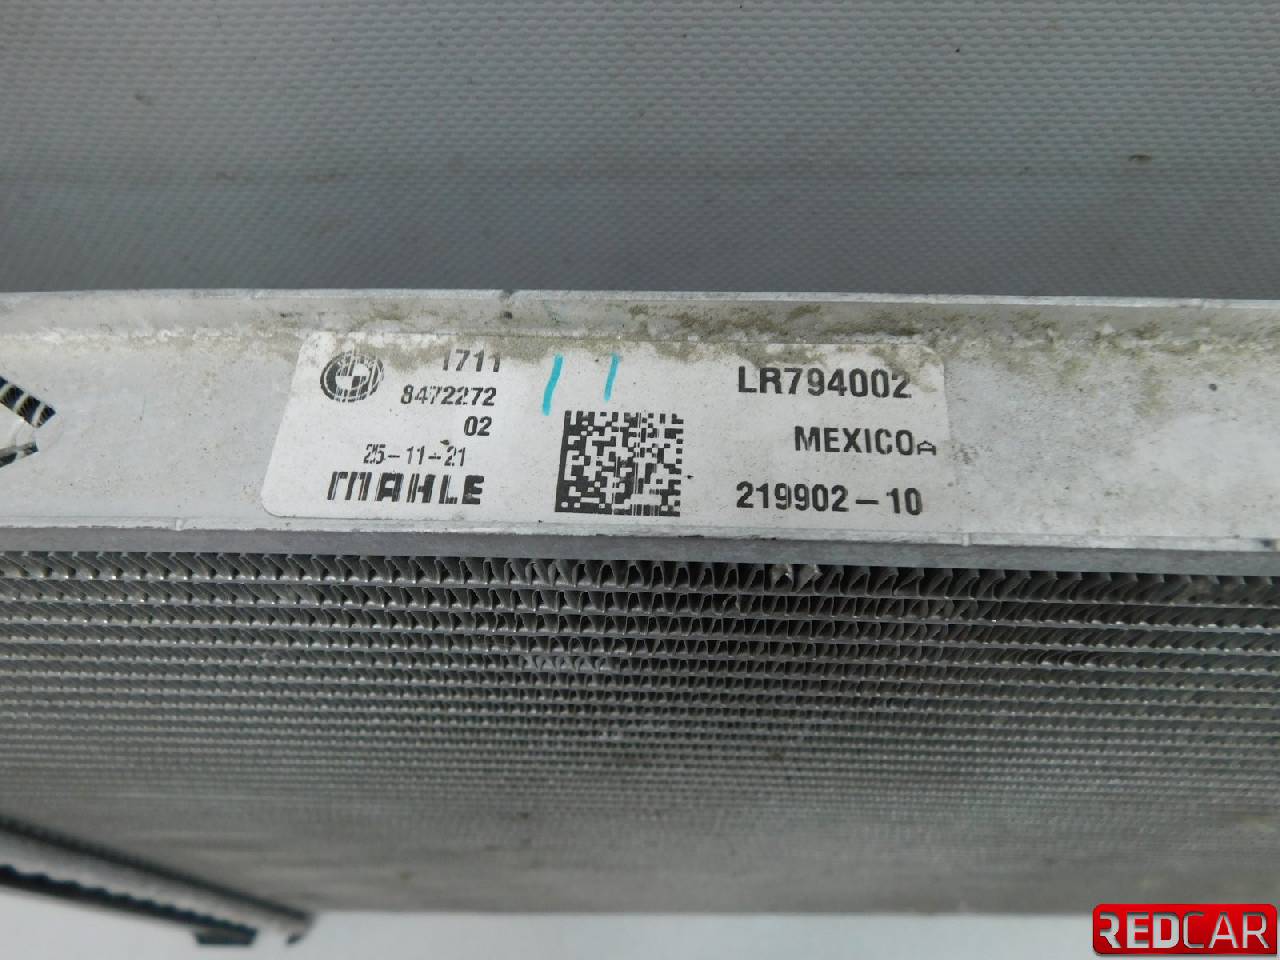 1711
8472272
02
25-11-21
MAHLE
LR794002
MEXICO A
219902-10
REDCAR